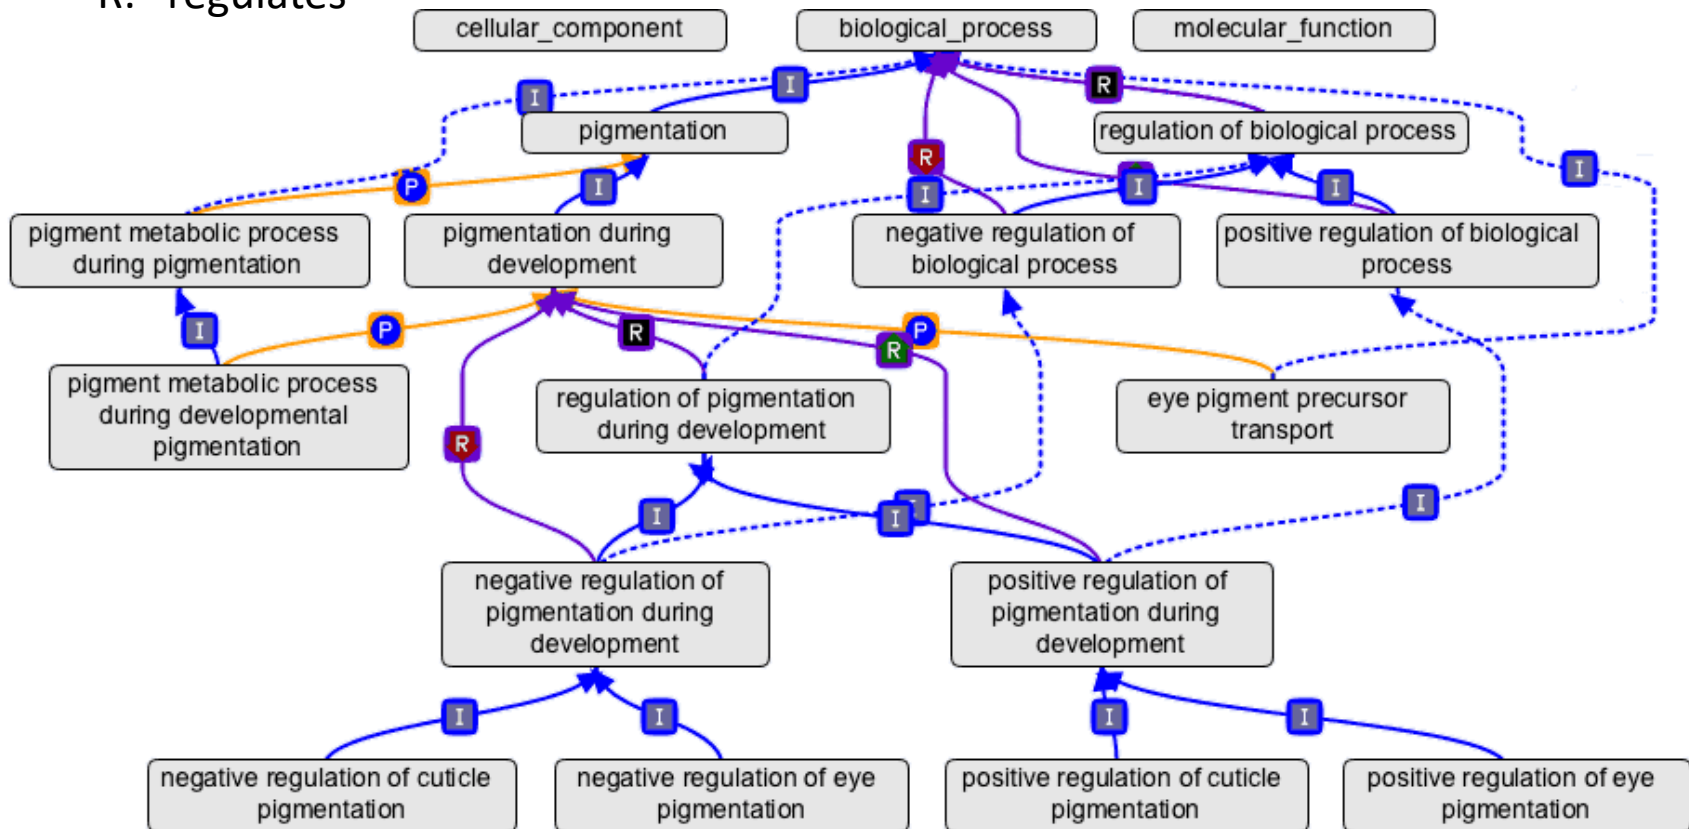 R: regulates
cellular_component
biological_process
molecular_function
I
I
R
pigmentation
regulation of biological process
R
I
P
I
I
I
I
pigment metabolic process
during pigmentation
pigmentation during
development
negative regulation of
biological process
positive regulation of biological
process
I
P
R
R
P
pigment metabolic process
during developmental
pigmentation
regulation of pigmentation
during development
eye pigment precursor
transport
R
I
I
I
negative regulation of
pigmentation during
development
positive regulation of
pigmentation during
development
I
I
I
I
negative regulation of cuticle
pigmentation
negative regulation of eye
pigmentation
positive regulation of cuticle
pigmentation
positive regulation of eye
pigmentation